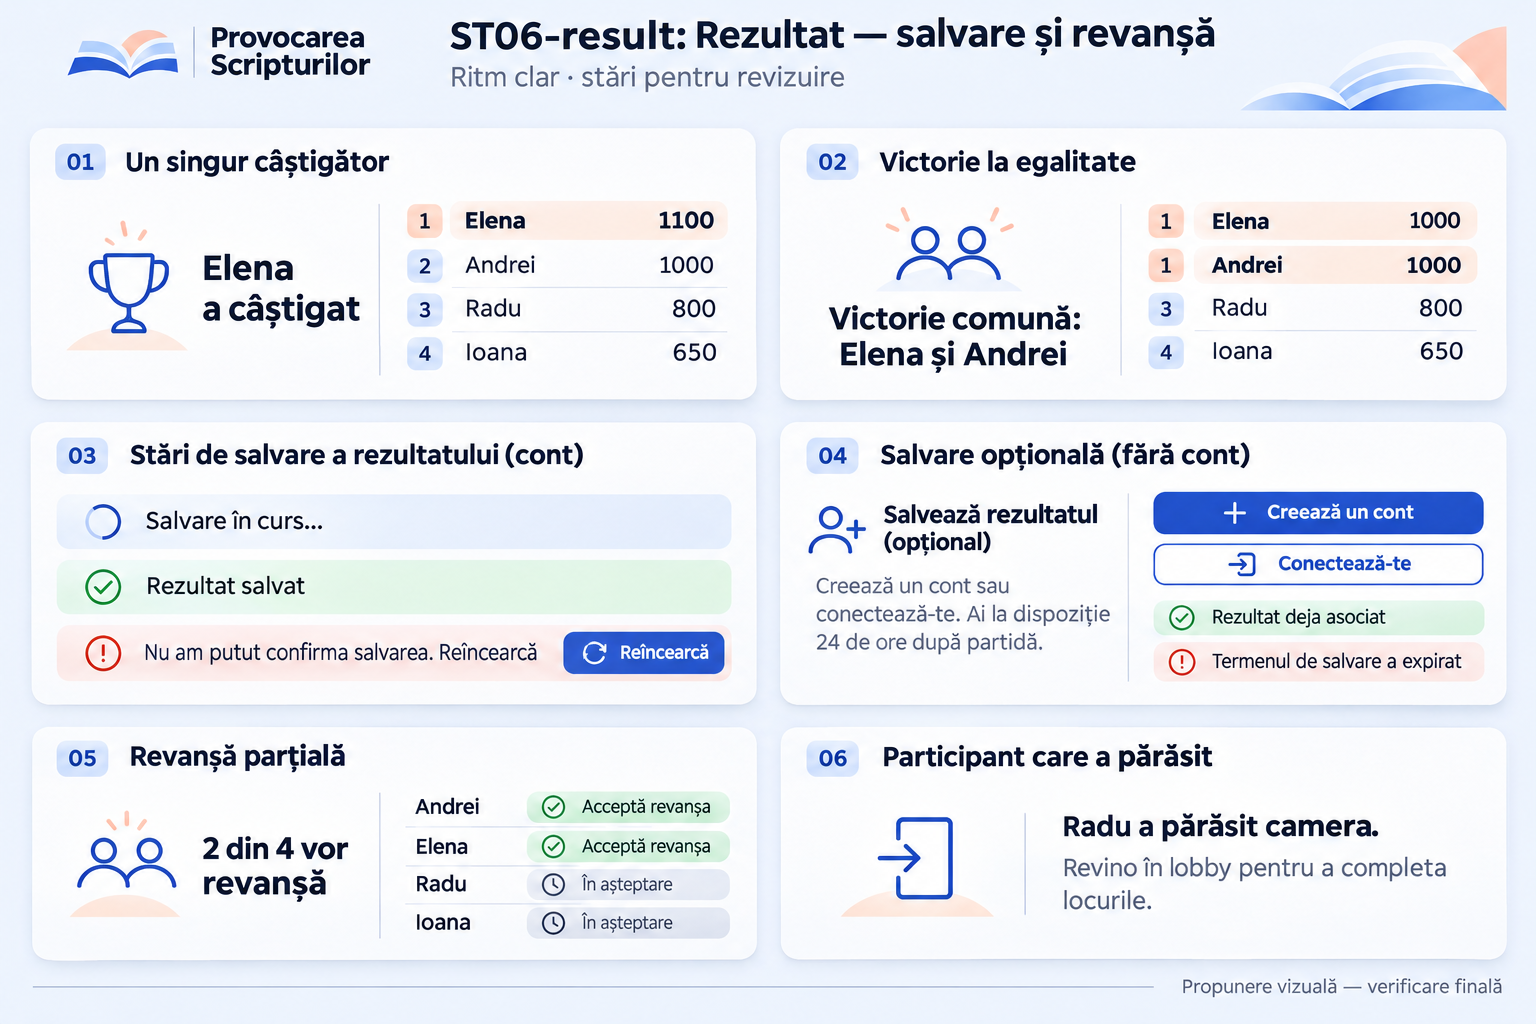 Provocarea
Scripturilor
ST06-result: Rezultat — salvare și revanșă
Ritm clar · stări pentru revizuire
01 Un singur câștigător
Elena
a câștigat
1 Elena 1100
2 Andrei 1000
3 Radu 800
4 Ioana 650
02 Victorie la egalitate
Victorie comună:
Elena și Andrei
1 Elena 1000
1 Andrei 1000
3 Radu 800
4 Ioana 650
03 Stări de salvare a rezultatului (cont)
Salvare în curs...
Rezultat salvat
Nu am putut confirma salvarea. Reîncearcă
Reîncearcă
04 Salvare opțională (fără cont)
Salvează rezultatul
(opțional)
Creează un cont sau
conectează-te. Ai la dispoziție
24 de ore după partidă.
Creează un cont
Conectează-te
Rezultat deja asociat
Termenul de salvare a expirat
05 Revanșă parțială
2 din 4 vor
revanșă
Andrei Acceptă revanșa
Elena Acceptă revanșa
Radu În așteptare
Ioana În așteptare
06 Participant care a părăsit
Radu a părăsit camera.
Revino în lobby pentru a completa
locurile.
Propunere vizuală — verificare finală